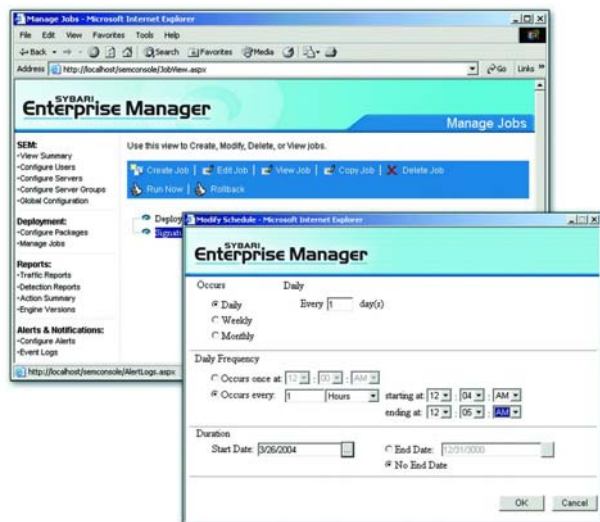 Manage Jobs - Microsoft Internet Explorer
File Edit View Favorites Tools Help
Back Search Favorites Media
Address http://localhost/semconsole/JobView.aspx Go Links »
SYBARI
Enterprise Manager
Manage Jobs
SEM:
•View Summary
•Configure Users
•Configure Servers
•Configure Server Groups
•Global Configuration
Deployment:
•Configure Packages
•Manage Jobs
Reports:
•Traffic Reports
•Detection Reports
•Action Summary
•Engine Versions
Alerts & Notifications:
•Configure Alerts
•Event Logs
Use this view to Create, Modify, Delete, or View jobs.
Create Job | Edit Job | View Job | Copy Job | Delete Job
Run Now | Rollback
Deploy
Signatu
http://localhost/semconsole/AlertLogs.aspx
Modify Schedule - Microsoft Internet Explorer
SYBARI
Enterprise Manager
Occurs Daily
Daily Every 1 day(s)
Weekly
Monthly
Daily Frequency
Occurs once at: 12 : 00 : AM
Occurs every: 1 Hours starting at: 12 : 04 : AM
ending at: 12 : 05 : AM
Duration
Start Date: 3/26/2004 ... End Date: 12/31/3000
No End Date
OK Cancel